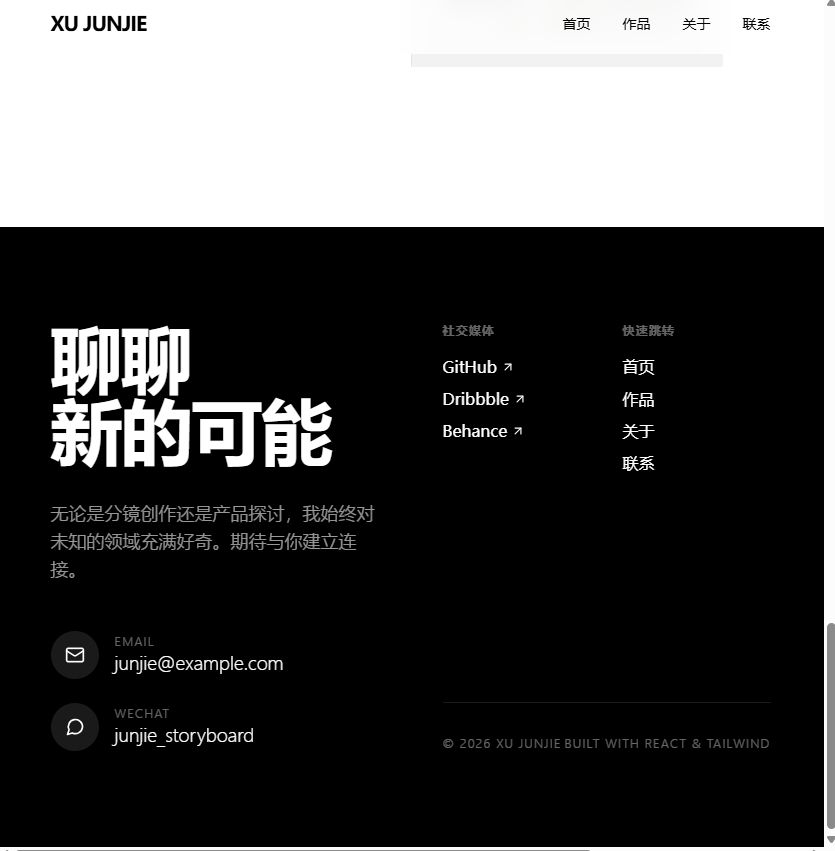 XU JUNJIE
首页 作品 关于 联系
聊聊
新的可能
无论是分镜创作还是产品探讨，我始终对
未知的领域充满好奇。期待与你建立连
接。
EMAIL
junjie@example.com
WECHAT
junjie_storyboard
社交媒体
GitHub ↗
Dribbble ↗
Behance ↗
快速跳转
首页
作品
关于
联系
© 2026 XU JUNJIE BUILT WITH REACT & TAILWIND